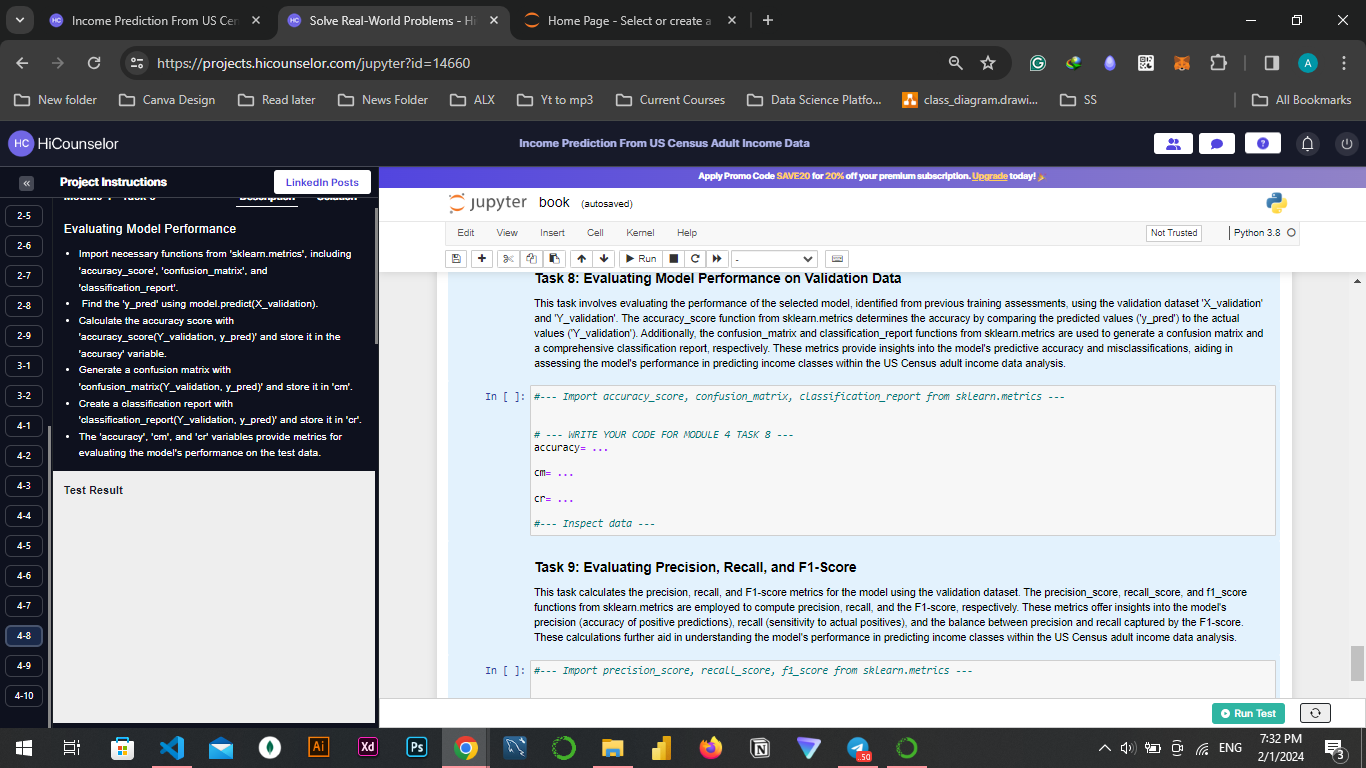 Income Prediction From US Cen
Solve Real-World Problems - Hi
Home Page - Select or create a
https://projects.hicounselor.com/jupyter?id=14660
A
New folder
Canva Design
Read later
News Folder
ALX
Yt to mp3
Current Courses
Data Science Platfo...
class_diagram.drawi...
SS
All Bookmarks
HC HiCounselor
Income Prediction From US Census Adult Income Data
Project Instructions
LinkedIn Posts
Apply Promo Code SAVE20 for 20% off your premium subscription. Upgrade today!
2-5
2-6
2-7
2-8
2-9
3-1
3-2
4-1
4-2
4-3
4-4
4-5
4-6
4-7
4-8
4-9
4-10
Description
Solution
Evaluating Model Performance
• Import necessary functions from 'sklearn.metrics', including
'accuracy_score', 'confusion_matrix', and
'classification_report'.
• Find the 'y_pred' using model.predict(X_validation).
• Calculate the accuracy score with
'accuracy_score(Y_validation, y_pred)' and store it in the
'accuracy' variable.
• Generate a confusion matrix with
'confusion_matrix(Y_validation, y_pred)' and store it in 'cm'.
• Create a classification report with
'classification_report(Y_validation, y_pred)' and store it in 'cr'.
• The 'accuracy', 'cm', and 'cr' variables provide metrics for
evaluating the model's performance on the test data.
Test Result
jupyter book (autosaved)
Edit View Insert Cell Kernel Help
Not Trusted
Python 3.8
Run
-
Task 8: Evaluating Model Performance on Validation Data
This task involves evaluating the performance of the selected model, identified from previous training assessments, using the validation dataset 'X_validation'
and 'Y_validation'. The accuracy_score function from sklearn.metrics determines the accuracy by comparing the predicted values ('y_pred') to the actual
values ('Y_validation'). Additionally, the confusion_matrix and classification_report functions from sklearn.metrics are used to generate a confusion matrix and
a comprehensive classification report, respectively. These metrics provide insights into the model's predictive accuracy and misclassifications, aiding in
assessing the model's performance in predicting income classes within the US Census adult income data analysis.
In [ ]: #--- Import accuracy_score, confusion_matrix, classification_report from sklearn.metrics ---
# --- WRITE YOUR CODE FOR MODULE 4 TASK 8 ---
accuracy= ...
cm= ...
cr= ...
#--- Inspect data ---
Task 9: Evaluating Precision, Recall, and F1-Score
This task calculates the precision, recall, and F1-score metrics for the model using the validation dataset. The precision_score, recall_score, and f1_score
functions from sklearn.metrics are employed to compute precision, recall, and the F1-score, respectively. These metrics offer insights into the model's
precision (accuracy of positive predictions), recall (sensitivity to actual positives), and the balance between precision and recall captured by the F1-score.
These calculations further aid in understanding the model's performance in predicting income classes within the US Census adult income data analysis.
In [ ]: #--- Import precision_score, recall_score, f1_score from sklearn.metrics ---
Run Test
Ai
Xd
Ps
N
..50
ENG
7:32 PM
2/1/2024
3